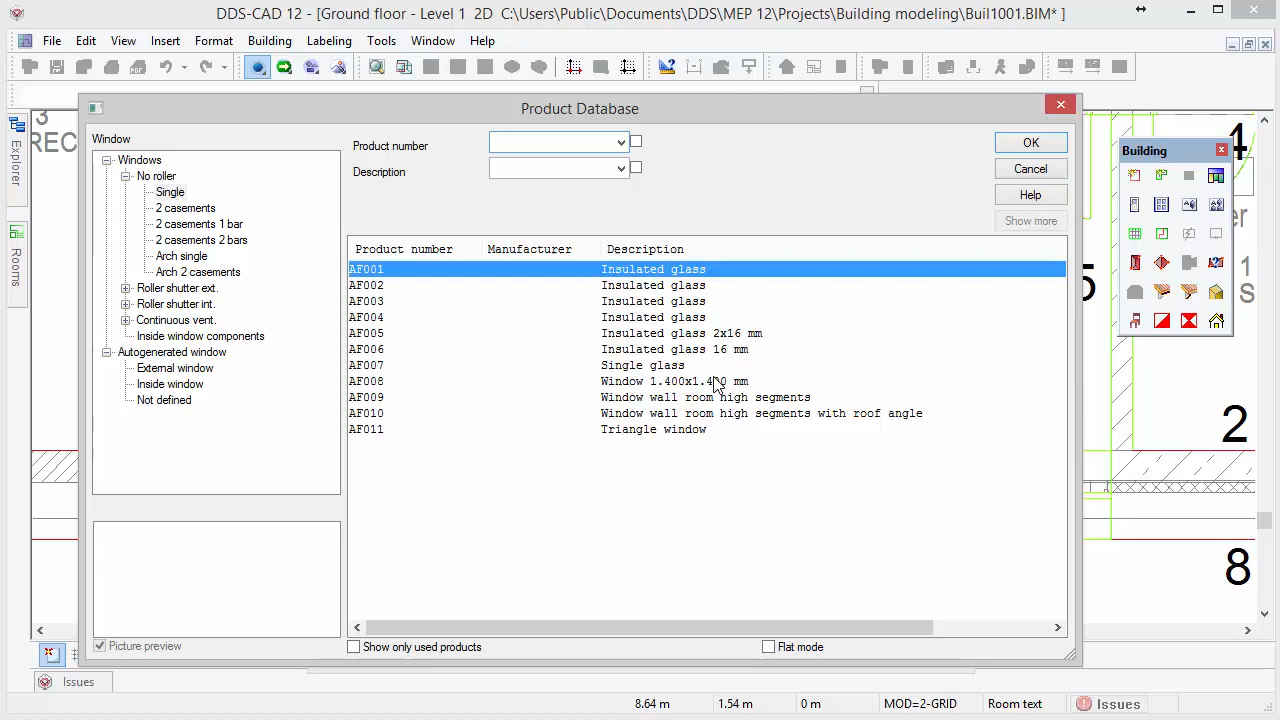 DDS-CAD 12 - [Ground floor - Level 1  2D  C:\Users\Public\Documents\DDS\MEP 12\Projects\Building modeling\Buil1001.BIM* ]
File Edit View Insert Format Building Labeling Tools Window Help
Product Database
3
REC
4
Building
Explorer
Rooms
Window
Windows
No roller
Single
2 casements
2 casements 1 bar
2 casements 2 bars
Arch single
Arch 2 casements
Roller shutter ext.
Roller shutter int.
Continuous vent.
Inside window components
Autogenerated window
External window
Inside window
Not defined
Picture preview
Product number
Description
OK
Cancel
Help
Show more
Product number Manufacturer Description
AF001 Insulated glass
AF002 Insulated glass
AF003 Insulated glass
AF004 Insulated glass
AF005 Insulated glass 2x16 mm
AF006 Insulated glass 16 mm
AF007 Single glass
AF008 Window 1.400x1.400 mm
AF009 Window wall room high segments
AF010 Window wall room high segments with roof angle
AF011 Triangle window
Show only used products
Flat mode
er
1
S
5
2
8
Issues
8.64 m 1.54 m 0 m MOD=2-GRID Room text Issues